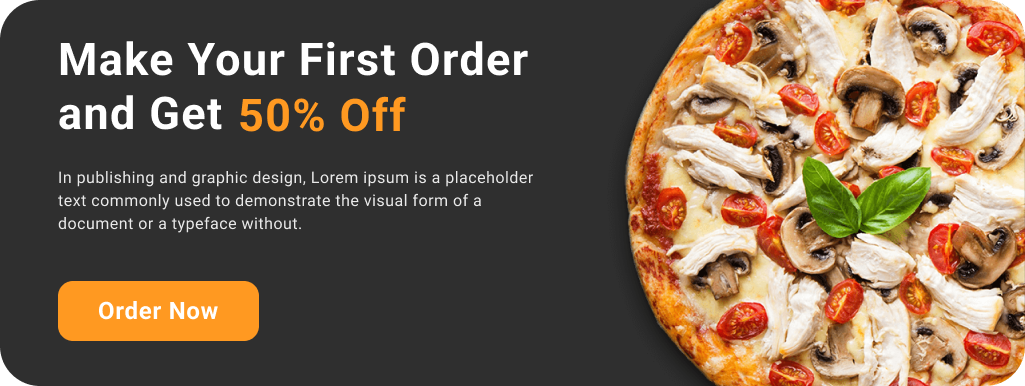 Make Your First Order
and Get 50% Off
In publishing and graphic design, Lorem ipsum is a placeholder
text commonly used to demonstrate the visual form of a
document or a typeface without.
Order Now